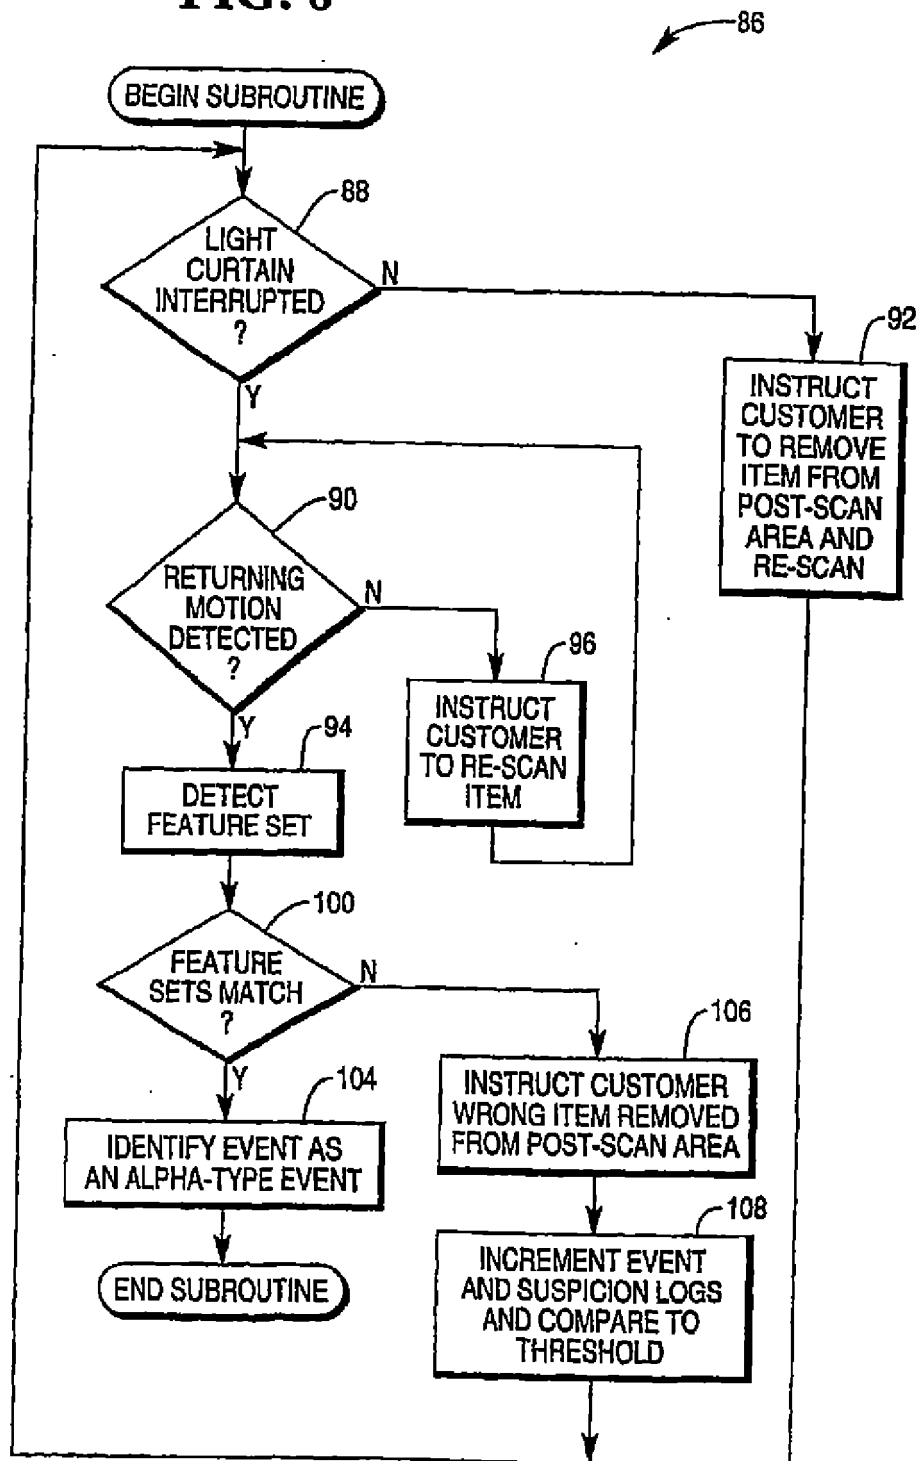 FIG. 6
86
BEGIN SUBROUTINE
88
LIGHT
CURTAIN
INTERRUPTED
?
N
Y
92
INSTRUCT
CUSTOMER
TO REMOVE
ITEM FROM
POST-SCAN
AREA AND
RE-SCAN
90
RETURNING
MOTION
DETECTED
?
N
Y
96
INSTRUCT
CUSTOMER
TO RE-SCAN
ITEM
94
DETECT
FEATURE SET
100
FEATURE
SETS MATCH
?
N
Y
106
INSTRUCT CUSTOMER
WRONG ITEM REMOVED
FROM POST-SCAN AREA
104
IDENTIFY EVENT AS
AN ALPHA-TYPE EVENT
108
INCREMENT EVENT
AND SUSPICION LOGS
AND COMPARE TO
THRESHOLD
END SUBROUTINE